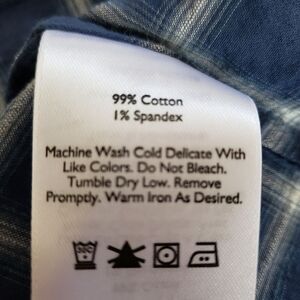 99% Cotton
1% Spandex
Machine Wash Cold Delicate With
Like Colors. Do Not Bleach.
Tumble Dry Low. Remove
Promptly. Warm Iron As Desired.